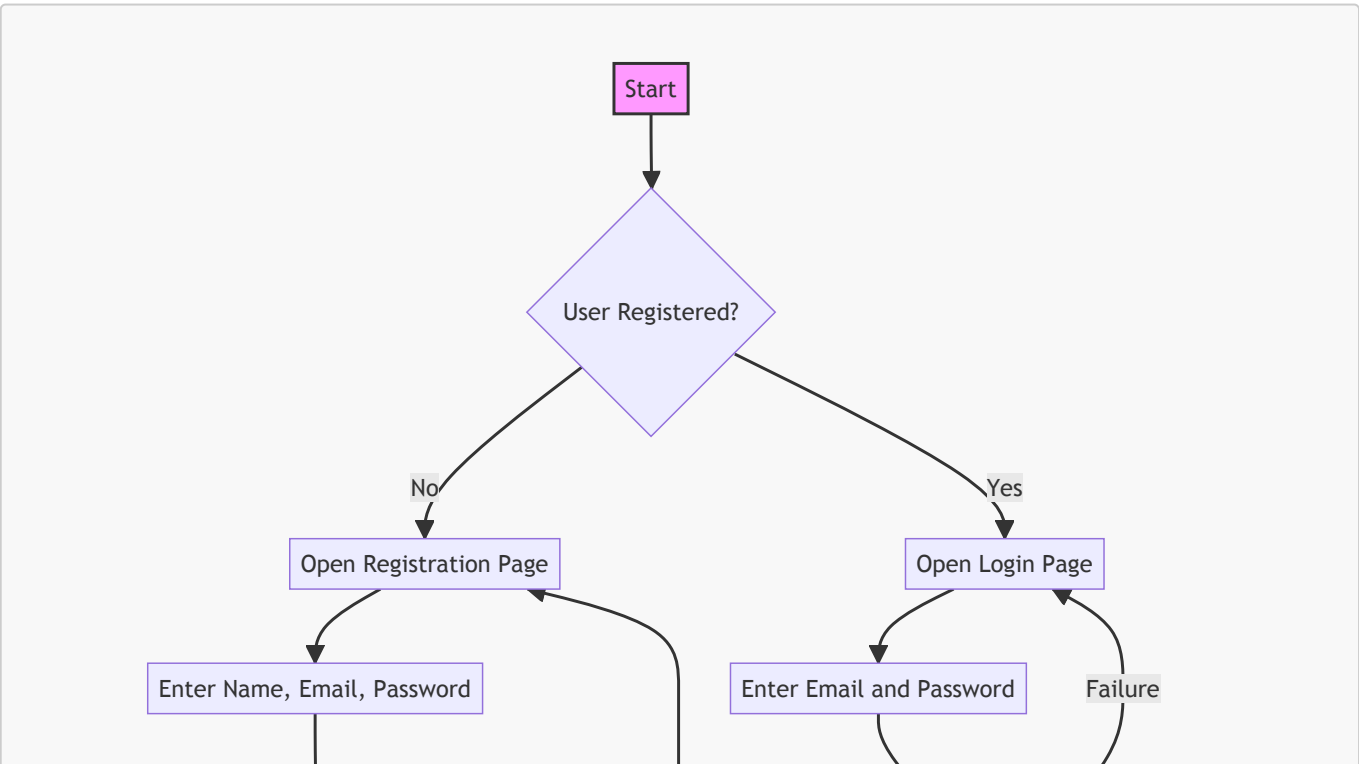 Start
User Registered?
No
Yes
Open Registration Page
Open Login Page
Enter Name, Email, Password
Enter Email and Password
Failure